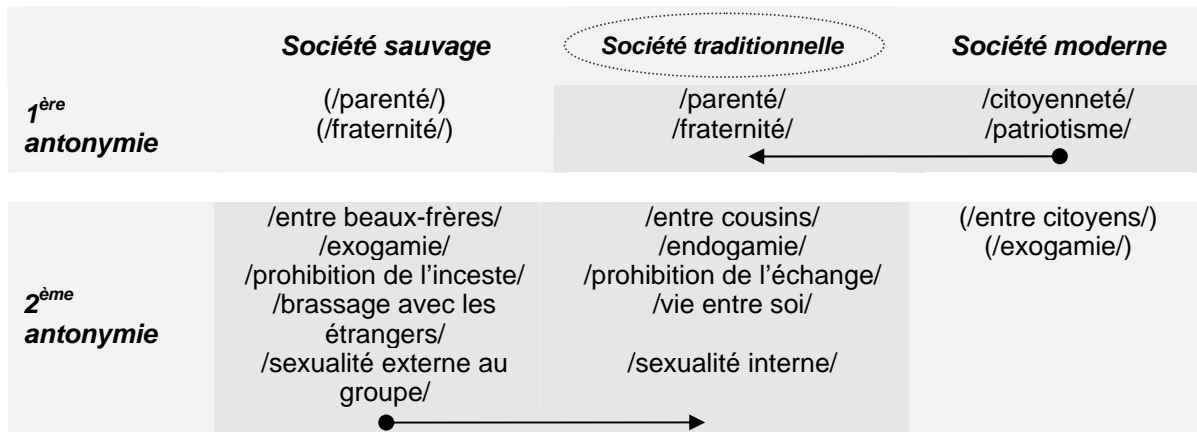 Société sauvage Société traditionnelle Société moderne
1ère antonymie
(/parenté/) /parenté/ /citoyenneté/
(/fraternité/) /fraternité/ /patriotisme/
2ème antonymie
/entre beaux-frères/ /entre cousins/ (/entre citoyens/)
/exogamie/ /endogamie/ (/exogamie/)
/prohibition de l’inceste/ /prohibition de l’échange/
/brassage avec les /vie entre soi/
étrangers/
/sexualité externe au /sexualité interne/
groupe/